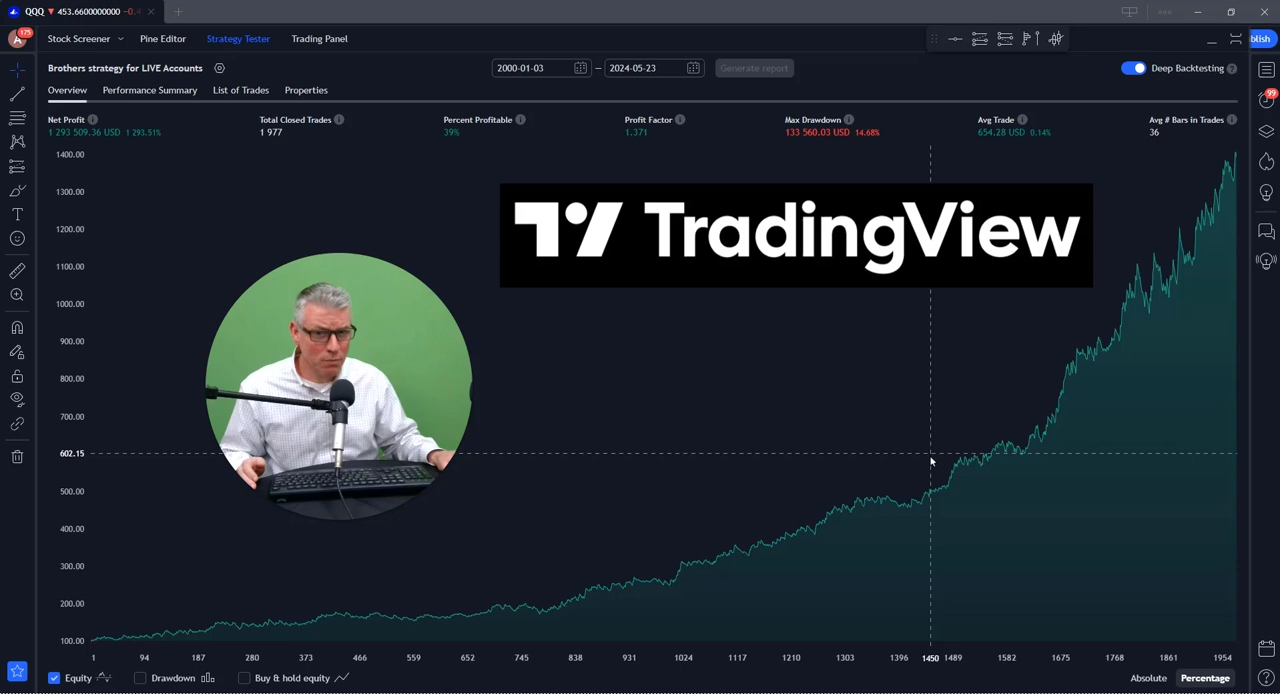 QQQ ▼ 453.6600000000 −0.4
175
Stock Screener Pine Editor Strategy Tester Trading Panel
blish
Brothers strategy for LIVE Accounts
2000-01-03 — 2024-05-23 Generate report
Deep Backtesting
Overview Performance Summary List of Trades Properties
99
Net Profit Total Closed Trades Percent Profitable Profit Factor Max Drawdown Avg Trade Avg # Bars in Trades
1 293 509.36 USD 1 293.51% 1 977 39% 1.371 133 560.03 USD 14.68% 654.28 USD 0.14% 36
1400.00
1300.00
1200.00
1100.00
1000.00
900.00
800.00
700.00
602.15
500.00
400.00
300.00
200.00
100.00
TradingView
1 94 187 280 373 466 559 652 745 838 931 1024 1117 1210 1303 1396 1450 1489 1582 1675 1768 1861 1954
Equity Drawdown Buy & hold equity Absolute Percentage